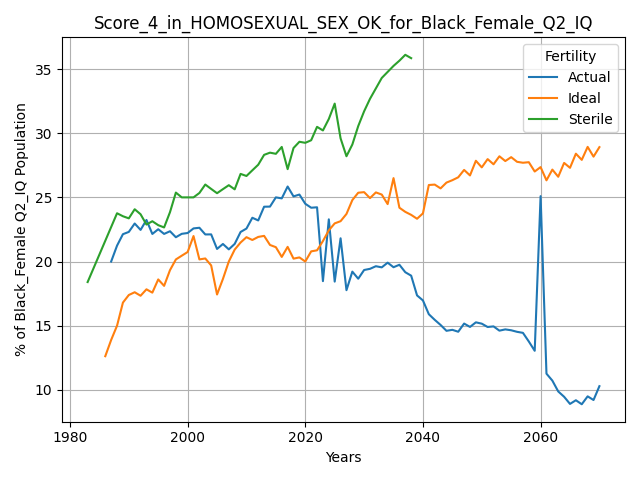 Score_4_in_HOMOSEXUAL_SEX_OK_for_Black_Female_Q2_IQ
Fertility
Actual
Ideal
Sterile
% of Black_Female Q2_IQ Population
35
30
25
20
15
10
1980
2000
2020
2040
2060
Years